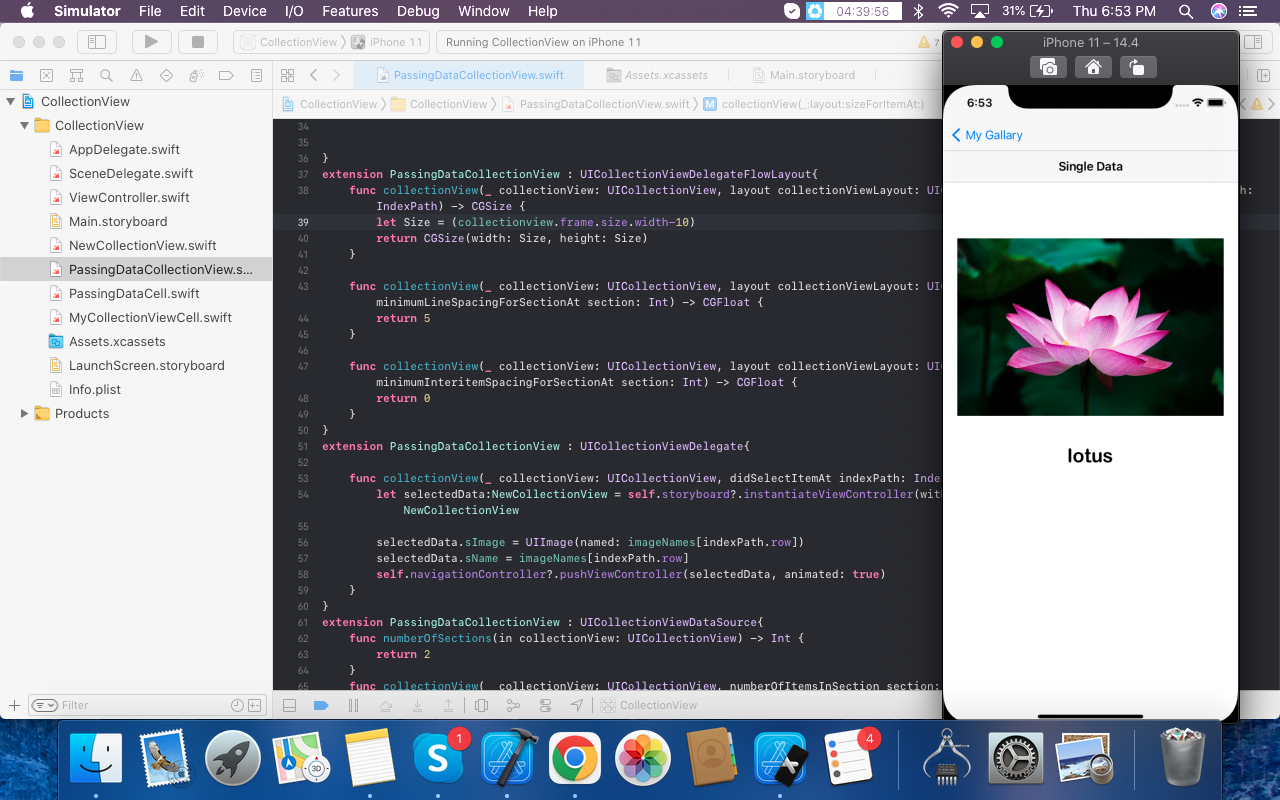 Simulator File Edit Device I/O Features Debug Window Help 04:39:56 31% Thu 6:53 PM
CollectionView iPhone 11 Running CollectionView on iPhone 11 7
iPhone 11 – 14.4
PassingDataCollectionView.swift Assets.xcassets Main.storyboard
CollectionView CollectionView PassingDataCollectionView.swift M collectionView(_:layout:sizeForItemAt:)
CollectionView
CollectionView
AppDelegate.swift
SceneDelegate.swift
ViewController.swift
Main.storyboard
NewCollectionView.swift
PassingDataCollectionView.s...
PassingDataCell.swift
MyCollectionViewCell.swift
Assets.xcassets
LaunchScreen.storyboard
Info.plist
Products
Filter
34
35
36 }
37 extension PassingDataCollectionView : UICollectionViewDelegateFlowLayout{
38 func collectionView(_ collectionView: UICollectionView, layout collectionViewLayout: UI
IndexPath) -> CGSize {
39 let Size = (collectionview.frame.size.width-10)
40 return CGSize(width: Size, height: Size)
41 }
42
43 func collectionView(_ collectionView: UICollectionView, layout collectionViewLayout: UI
minimumLineSpacingForSectionAt section: Int) -> CGFloat {
44 return 5
45 }
46
47 func collectionView(_ collectionView: UICollectionView, layout collectionViewLayout: UI
minimumInteritemSpacingForSectionAt section: Int) -> CGFloat {
48 return 0
49 }
50 }
51 extension PassingDataCollectionView : UICollectionViewDelegate{
52
53 func collectionView(_ collectionView: UICollectionView, didSelectItemAt indexPath: Inde
54 let selectedData:NewCollectionView = self.storyboard?.instantiateViewController(wit
NewCollectionView
55
56 selectedData.sImage = UIImage(named: imageNames[indexPath.row])
57 selectedData.sName = imageNames[indexPath.row]
58 self.navigationController?.pushViewController(selectedData, animated: true)
59 }
60 }
61 extension PassingDataCollectionView : UICollectionViewDataSource{
62 func numberOfSections(in collectionView: UICollectionView) -> Int {
63 return 2
64 }
65 func collectionView(_ collectionView: UICollectionView, numberOfItemsInSection section:
CollectionView
6:53
My Gallary
Single Data
lotus
3D
S
1
4